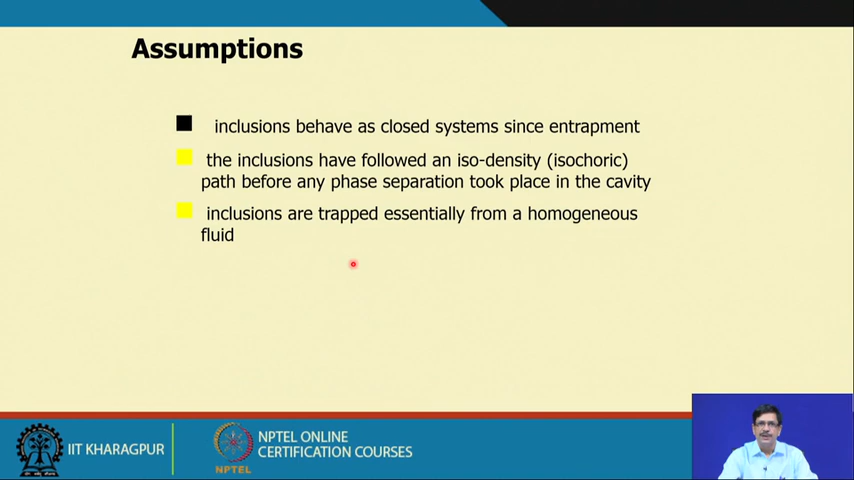 Assumptions
inclusions behave as closed systems since entrapment
the inclusions have followed an iso-density (isochoric)
path before any phase separation took place in the cavity
inclusions are trapped essentially from a homogeneous
fluid
IIT KHARAGPUR
NPTEL
NPTEL ONLINE
CERTIFICATION COURSES